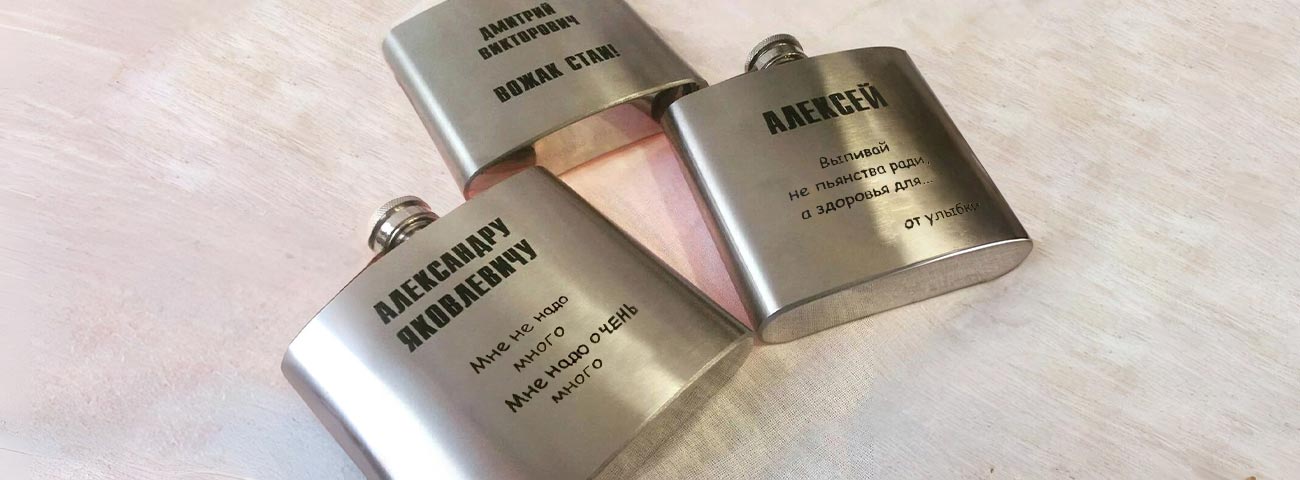 ДМИТРИЙ
ВИКТОРОВИЧ
ВОЖАК СТАИ!
АЛЕКСЕЙ
Выпивай
не пьянства ради,
а здоровья для...
от улыбки
АЛЕКСАНДРУ
ЯКОВЛЕВИЧУ
Мне не надо
много
Мне надо ОЧЕНЬ
много